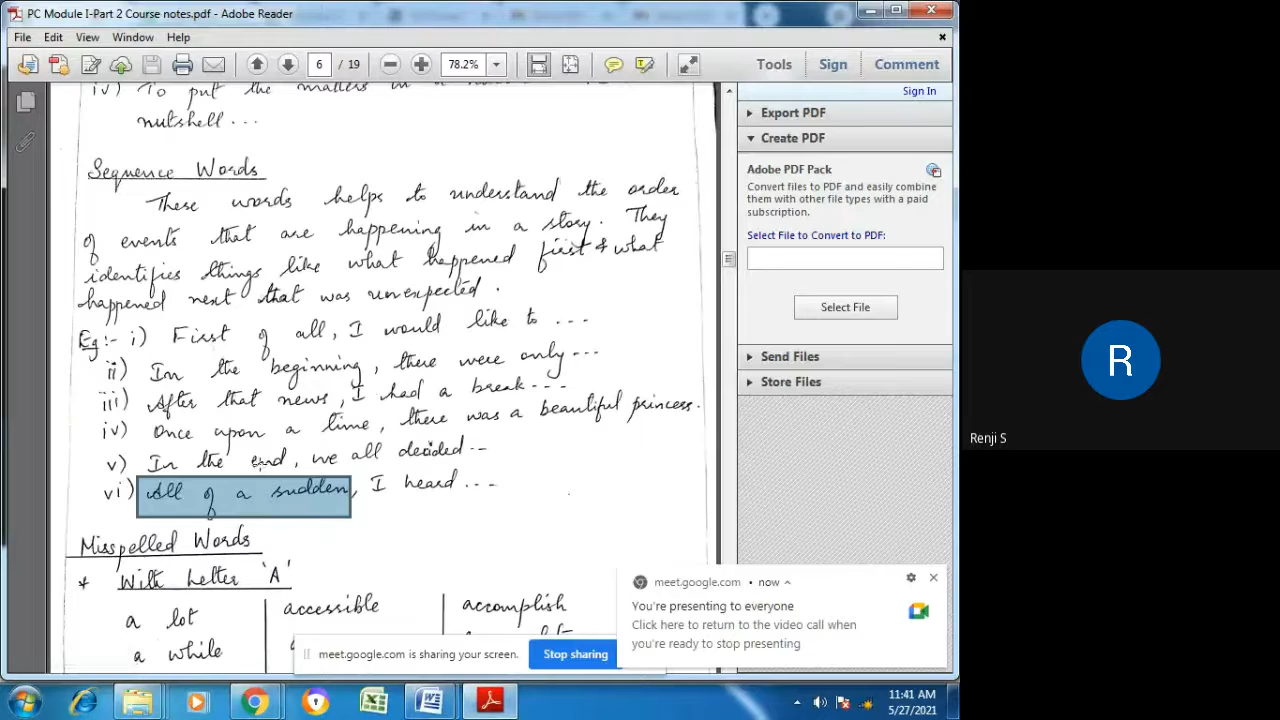 PC Module I-Part 2 Course notes.pdf - Adobe Reader
File Edit View Window Help
6 / 19 78.2% Tools Sign Comment
iv) To put the matters in a
nutshell...
Sequence Words
These words helps to understand the order
of events that are happening in a story. They
identifies things like what happened first & what
happened next that was unexpected.
Eg:- i) First of all, I would like to ...
ii) In the beginning, there were only...
iii) After that news, I had a break...
iv) Once upon a time, there was a beautiful princess.
v) In the end, we all decided --
vi) All of a sudden, I heard ...
Misspelled Words
* With letter 'A'
a lot accessible accomplish
a while
Sign In
Export PDF
Create PDF
Adobe PDF Pack
Convert files to PDF and easily combine
them with other file types with a paid
subscription.
Select File to Convert to PDF:
Select File
Send Files
Store Files
R
Renji S
meet.google.com • now
You're presenting to everyone
Click here to return to the video call when
you're ready to stop presenting
meet.google.com is sharing your screen. Stop sharing
11:41 AM
5/27/2021